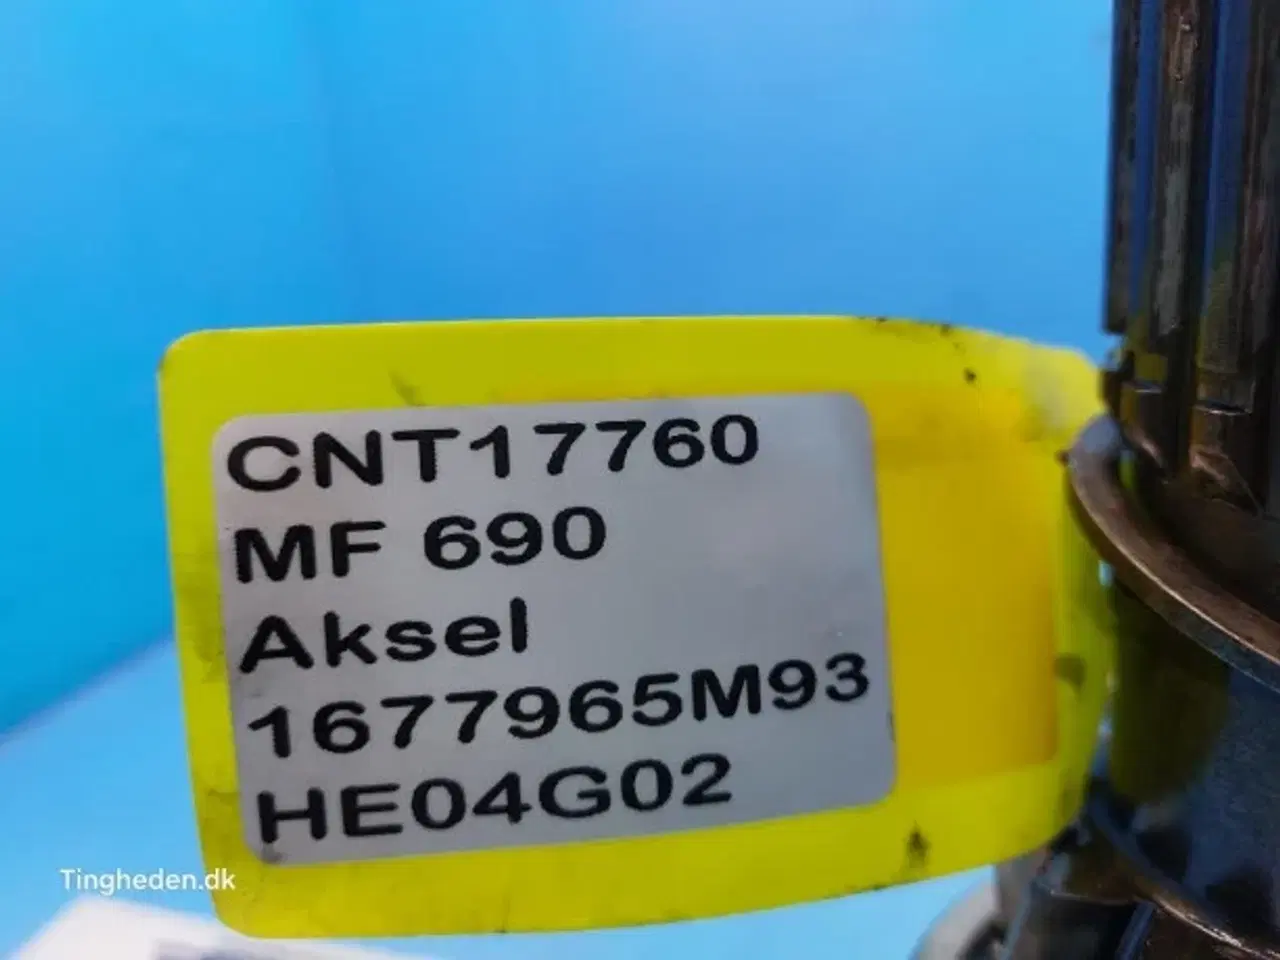 CNT17760
MF 690
Aksel
1677965M93
HE04G02
Tingheden.dk